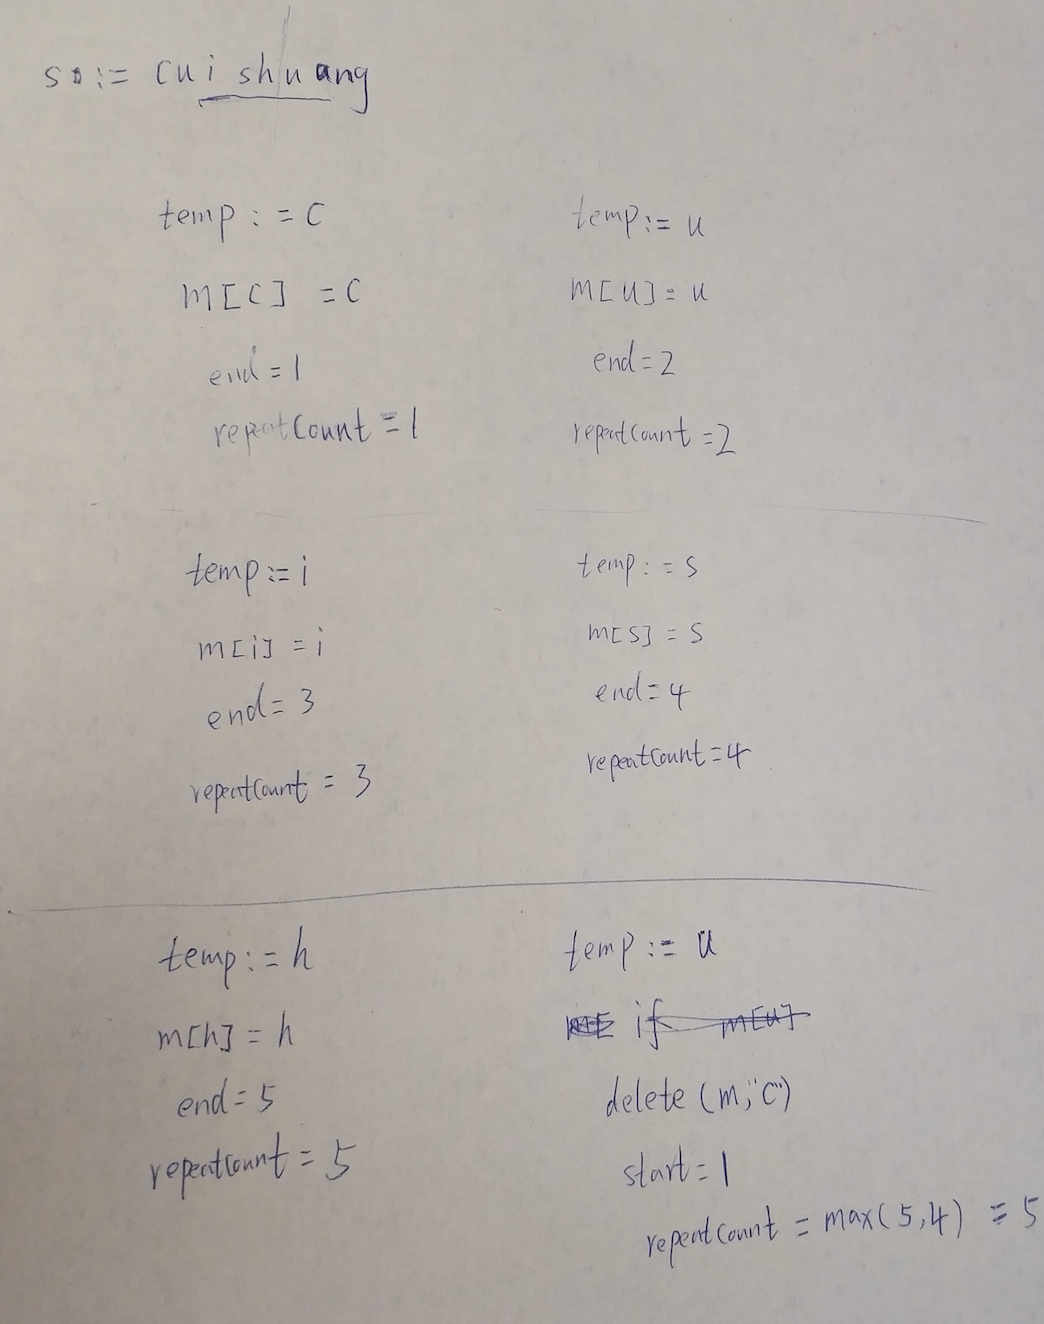 s := cuishuang
temp := c
m[c] = c
end = 1
repeatCount = 1
temp := u
m[u] = u
end = 2
repeatCount = 2
temp := i
m[i] = i
end = 3
repeatCount = 3
temp := s
m[s] = s
end = 4
repeatCount = 4
temp := h
m[h] = h
end = 5
repeatCount = 5
temp := u
if m[u]
delete (m, "c")
start = 1
repeatCount = max(5,4) = 5